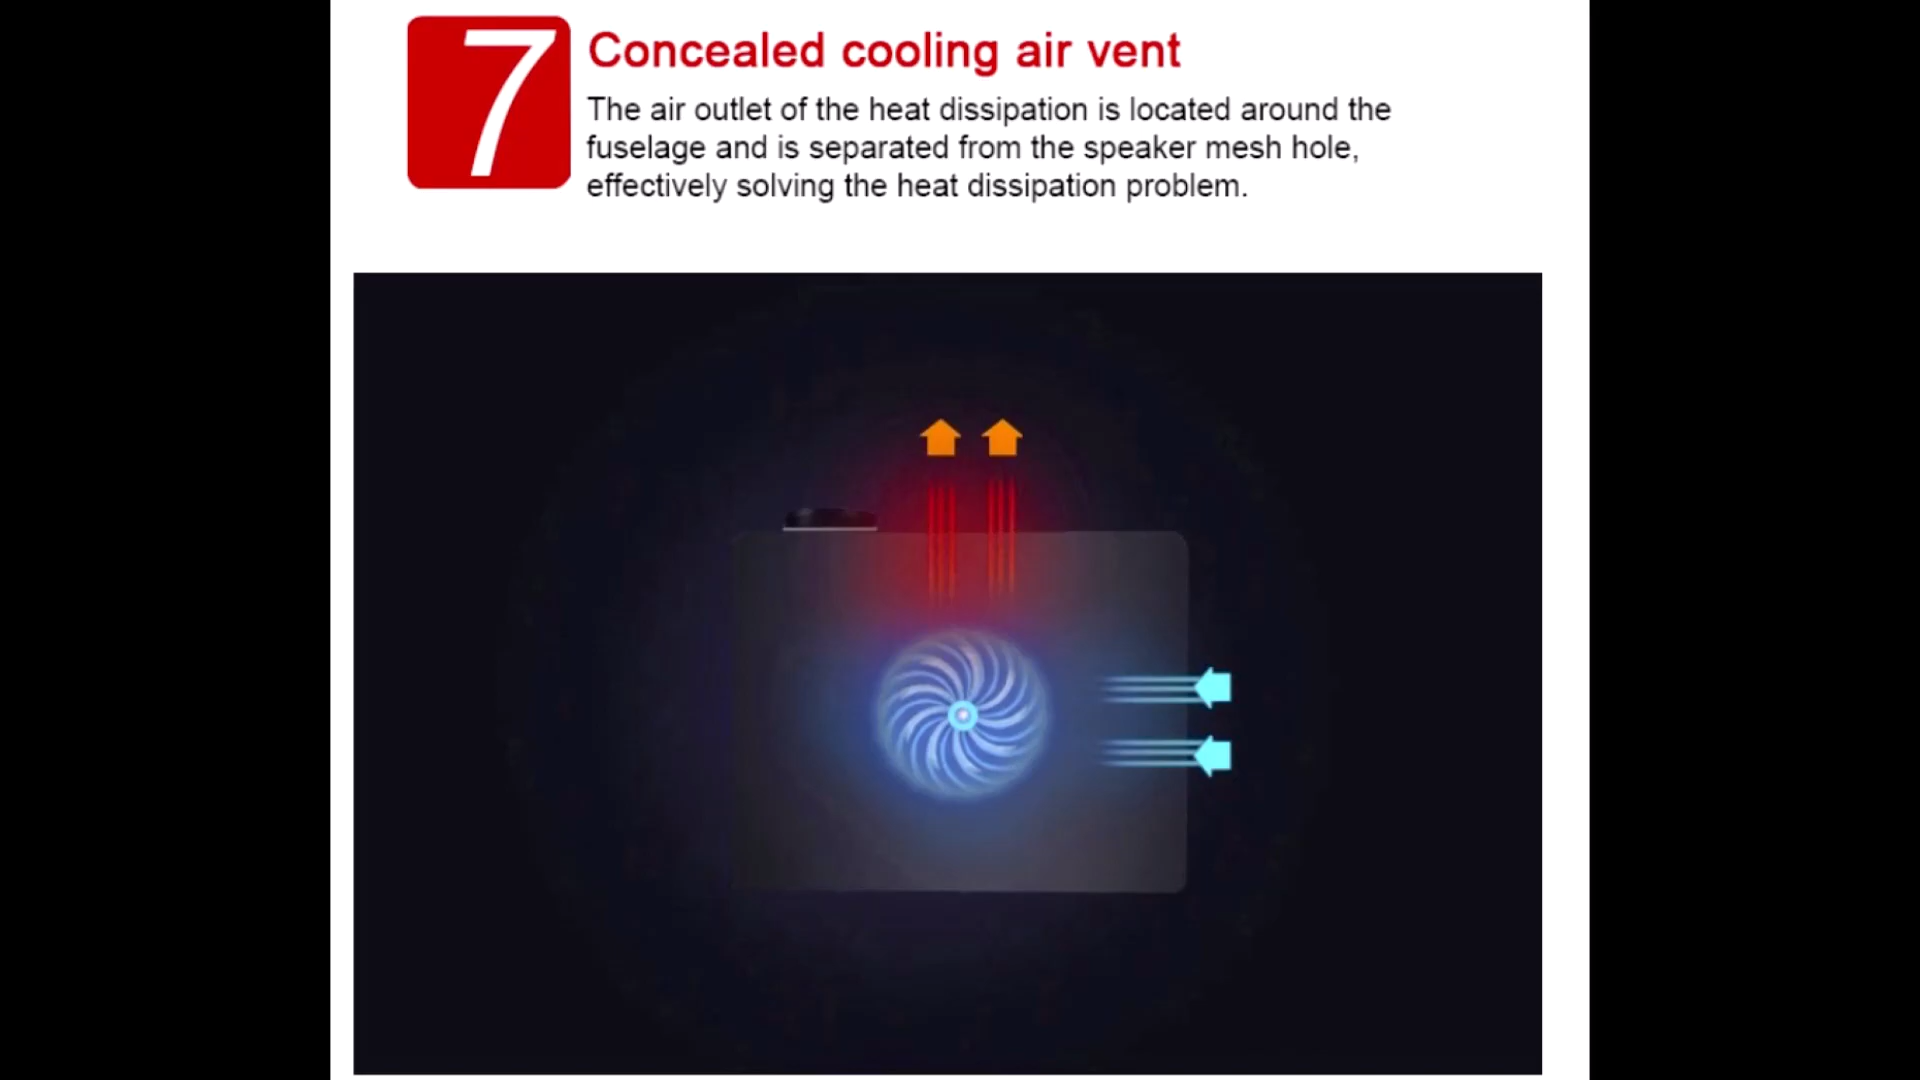 7
Concealed cooling air vent
The air outlet of the heat dissipation is located around the
fuselage and is separated from the speaker mesh hole,
effectively solving the heat dissipation problem.